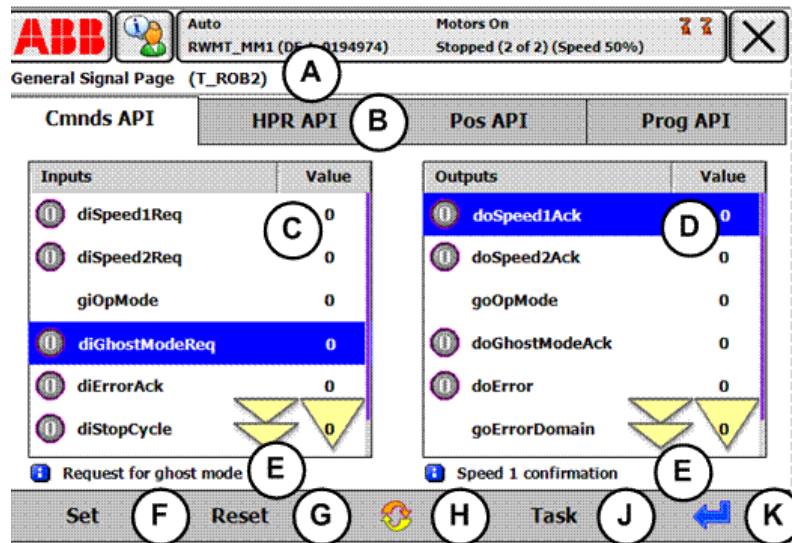 ABB
Auto Motors On
RWMT_MM1 (DE-L-0194974) Stopped (2 of 2) (Speed 50%)
A
General Signal Page (T_ROB2)
Cmnds API HPR API B Pos API Prog API
Inputs Value Outputs Value
diSpeed1Req C 0 doSpeed1Ack D 0
diSpeed2Req 0 doSpeed2Ack 0
giOpMode 0 goOpMode 0
diGhostModeReq 0 doGhostModeAck 0
diErrorAck 0 doError 0
diStopCycle 0 goErrorDomain 0
Request for ghost mode E Speed 1 confirmation E
Set F Reset G H Task J K